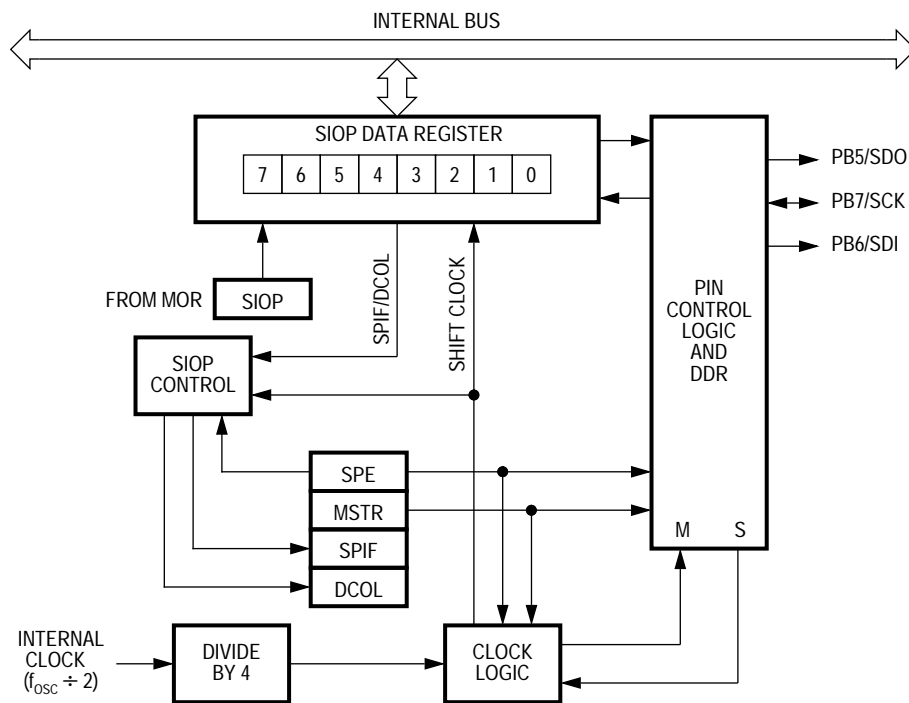 INTERNAL BUS
SIOP DATA REGISTER
7 6 5 4 3 2 1 0
PB5/SDO
PB7/SCK
PB6/SDI
FROM MOR
SIOP
SPIF/DCOL
SHIFT CLOCK
PIN
CONTROL
LOGIC
AND
DDR
SIOP
CONTROL
SPE
MSTR
SPIF
DCOL
M S
INTERNAL
CLOCK
(fOSC ÷ 2)
DIVIDE
BY 4
CLOCK
LOGIC